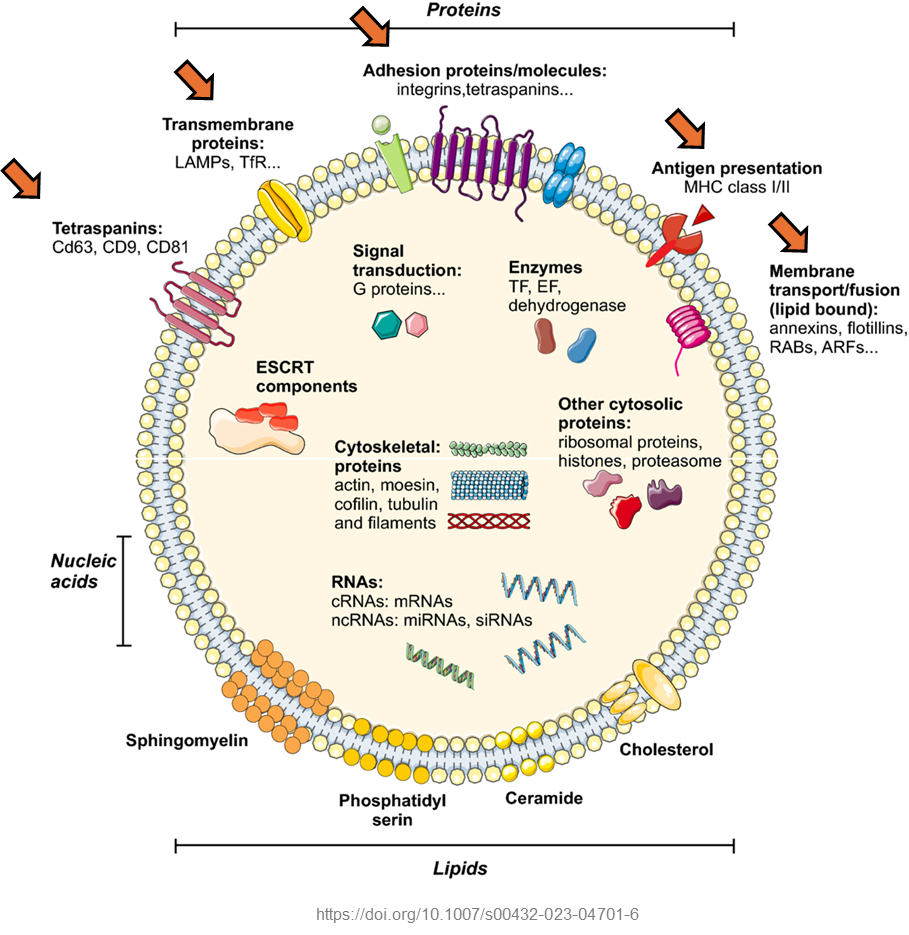 Proteins
Adhesion proteins/molecules:
integrins,tetraspanins...
Transmembrane
proteins:
LAMPs, TfR...
Antigen presentation
MHC class I/II
Tetraspanins:
Cd63, CD9, CD81
Membrane
transport/fusion
(lipid bound):
annexins, flotillins,
RABs, ARFs...
Signal
transduction:
G proteins...
Enzymes
TF, EF,
dehydrogenase
ESCRT
components
Other cytosolic
proteins:
ribosomal proteins,
histones, proteasome
Cytoskeletal:
proteins
actin, moesin,
cofilin, tubulin
and filaments
Nucleic
acids
RNAs:
cRNAs: mRNAs
ncRNAs: miRNAs, siRNAs
Sphingomyelin
Cholesterol
Phosphatidyl
serin
Ceramide
Lipids
https://doi.org/10.1007/s00432-023-04701-6